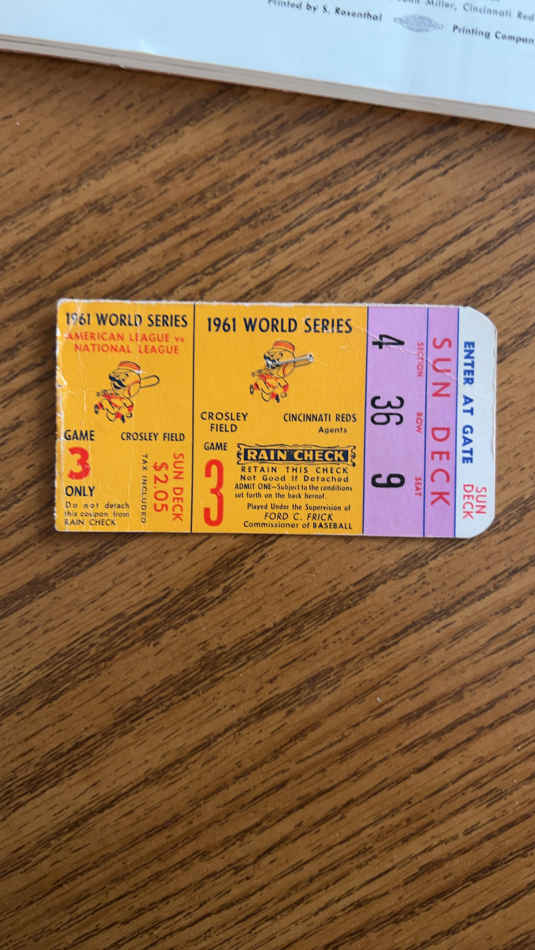 Miller, Cincinnati Red
Printed by S. Rosenthal
Printing Compan
1961 WORLD SERIES
AMERICAN LEAGUE vs
NATIONAL LEAGUE
GAME
3
ONLY
CROSLEY FIELD
Do not detach
this coupon from
RAIN CHECK
SUN DECK
$2.05
TAX INCLUDED
1961 WORLD SERIES
CROSLEY
FIELD
CINCINNATI REDS
Agents
GAME
3
RAIN CHECK
RETAIN THIS CHECK
Not Good if Detached
ADMIT ONE—Subject to the conditions
set forth on the back hereof.
Played Under the Supervision of
FORD C. FRICK
Commissioner of BASEBALL
4 36 9
SECTION ROW SEAT
SUN DECK
ENTER AT GATE
SUN
DECK